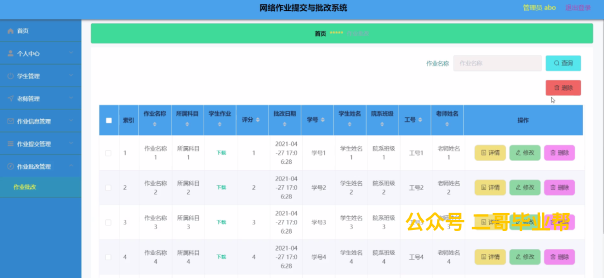 网络作业提交与批改系统
管理员 abo
退出登录
首页
个人中心
学生管理
老师管理
作业信息管理
作业提交管理
作业批改管理
作业批改
首页
作业名称
作业名称
查询
删除
索引 作业名称 所属科目 学生作业 评分 批改日期 学号 学生姓名 院系班级 工号 老师姓名 操作
1 作业名称1 所属科目1 下载 1 2021-04-27 17:06:28 学号1 学生姓名1 院系班级1 工号1 老师姓名1 详情 修改 删除
2 作业名称2 所属科目2 下载 2 2021-04-27 17:06:28 学号2 学生姓名2 院系班级2 工号2 老师姓名2 详情 修改 删除
3 作业名称3 所属科目3 下载 3 2021-04-27 17:06:28 学号3 学生姓名3 院系班级3 工号3 老师姓名3 详情 修改 删除
公众号 二哥毕业帮
4 作业名称4 所属科目4 下载 4 2021-04-27 17:06:28 学号4 学生姓名4 院系班级4 工号4 老师姓名4 详情 修改 删除